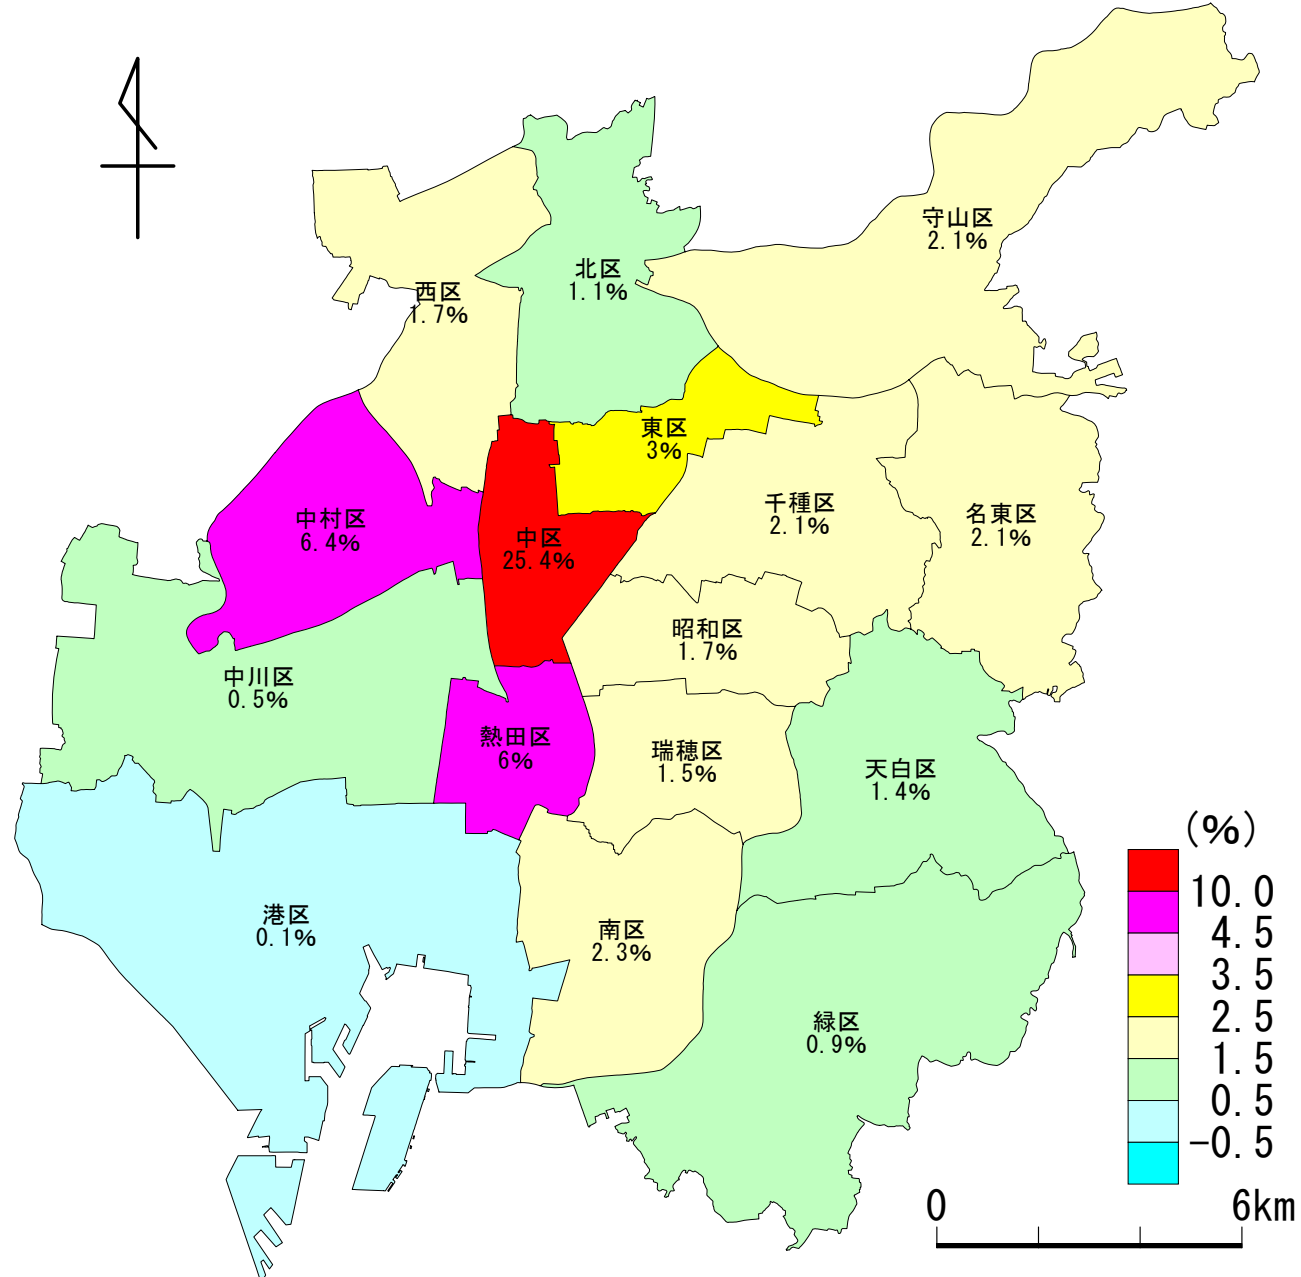 守山区
2.1%
北区
1.1%
西区
1.7%
東区
3%
千種区
2.1%
名東区
2.1%
中村区
6.4%
中区
25.4%
昭和区
1.7%
中川区
0.5%
熱田区
6%
瑞穂区
1.5%
天白区
1.4%
港区
0.1%
南区
2.3%
緑区
0.9%
(%)
10.0
4.5
3.5
2.5
1.5
0.5
-0.5
0 6km